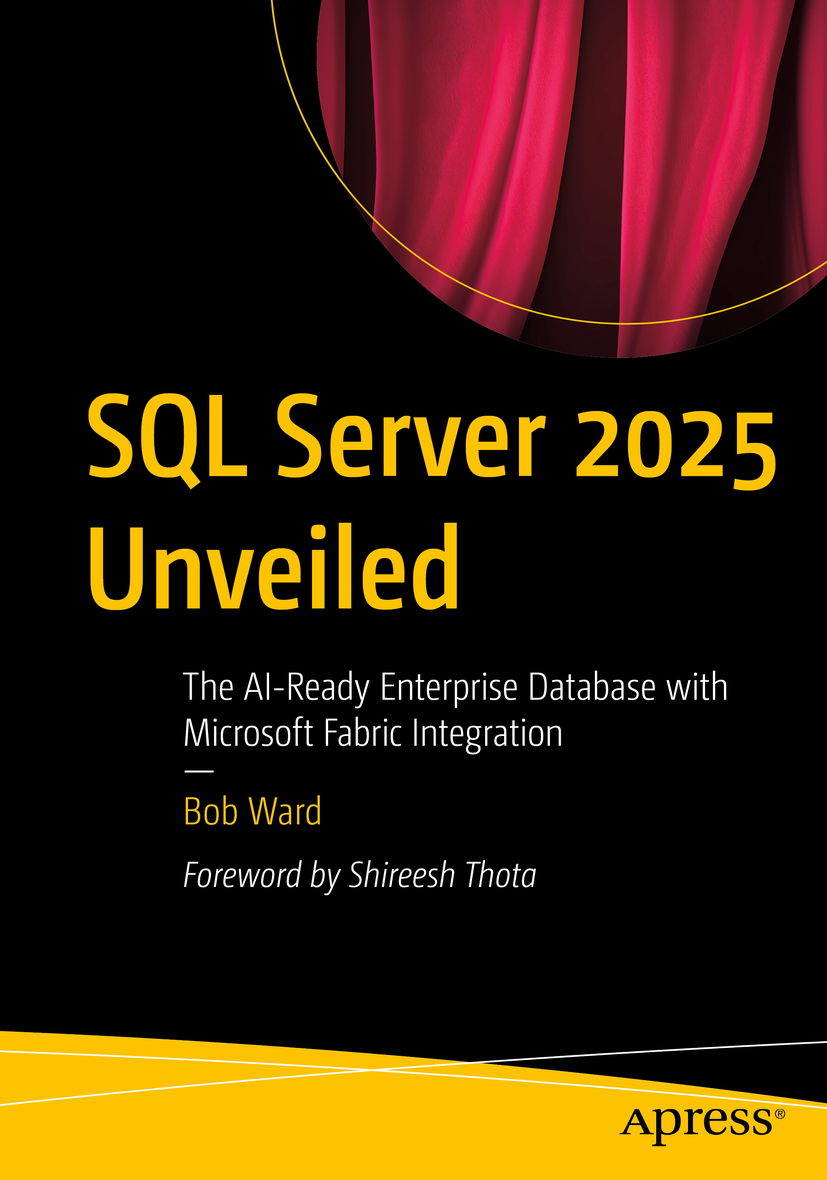 SQL Server 2025
Unveiled
The AI-Ready Enterprise Database with
Microsoft Fabric Integration
—
Bob Ward
Foreword by Shireesh Thota
Apress®